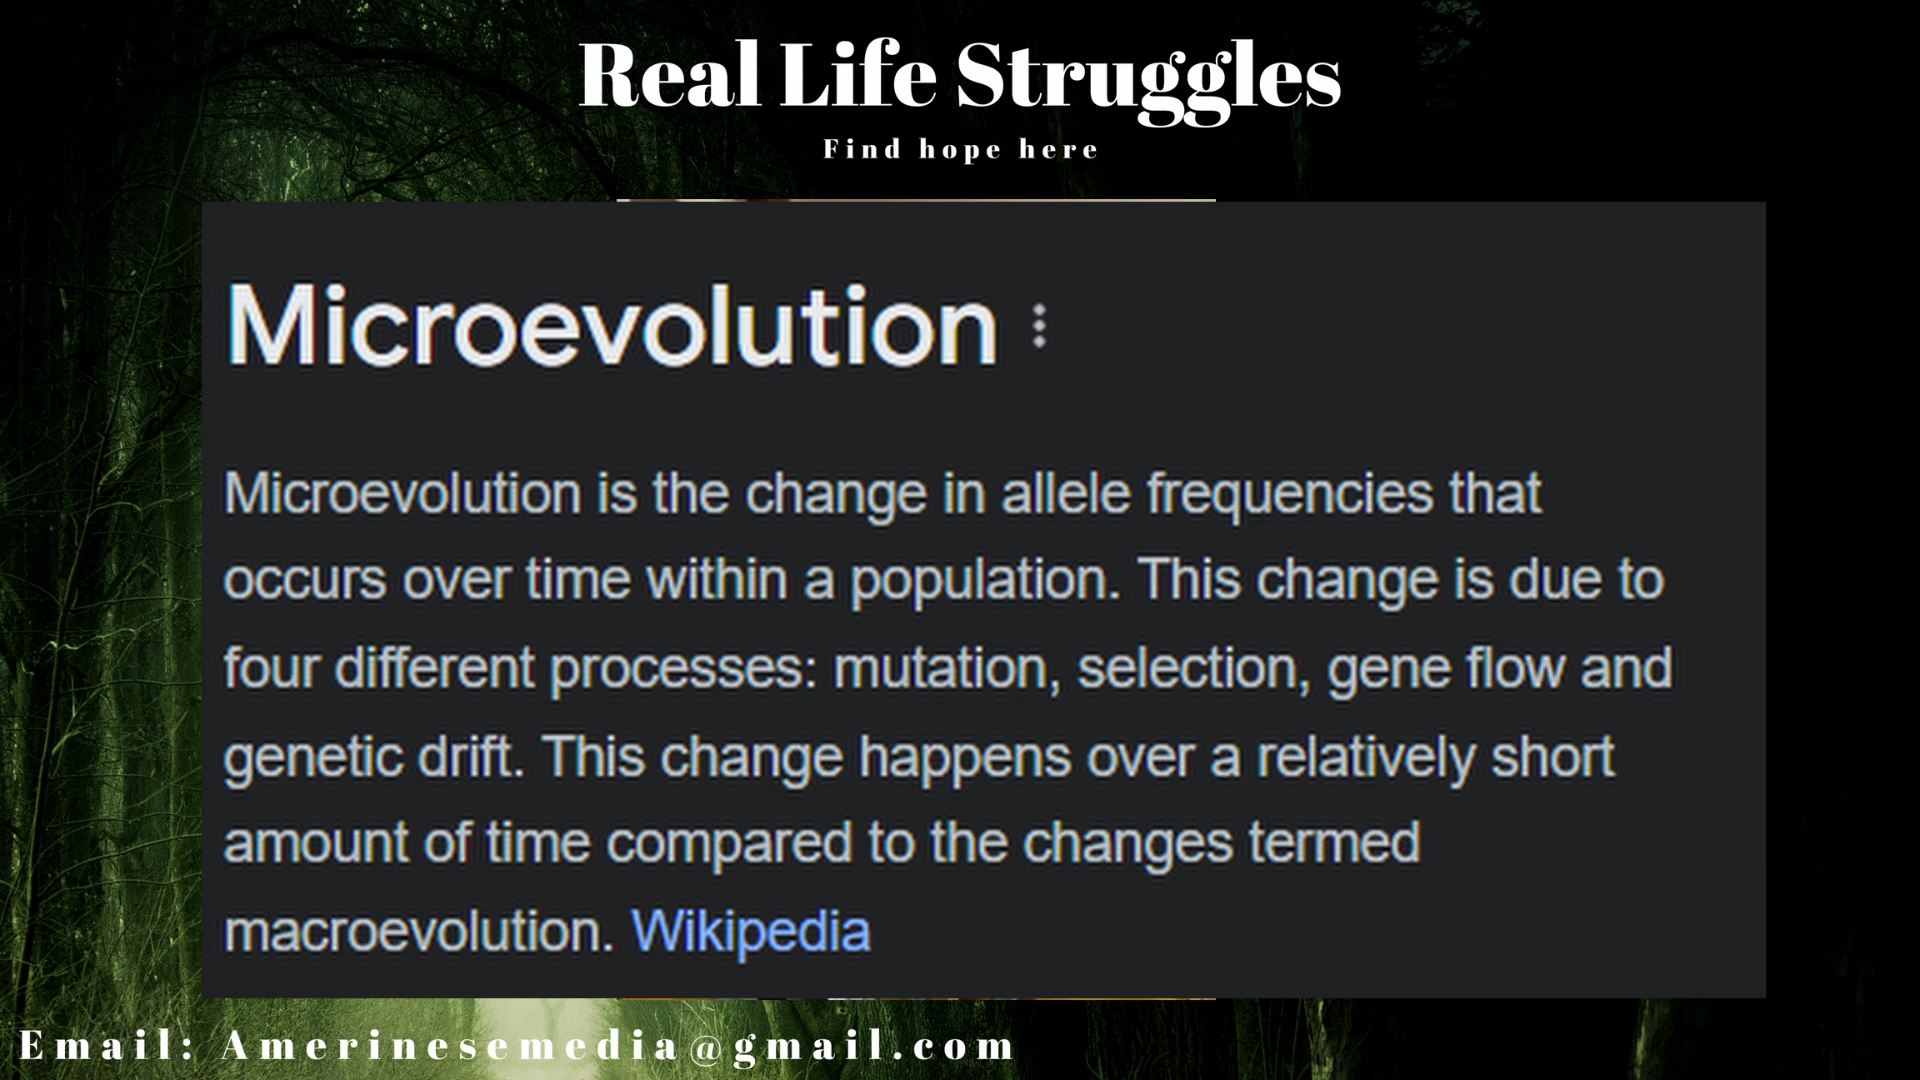 Real Life Struggles
Find hope here
Microevolution
Microevolution is the change in allele frequencies that
occurs over time within a population. This change is due to
four different processes: mutation, selection, gene flow and
genetic drift. This change happens over a relatively short
amount of time compared to the changes termed
macroevolution. Wikipedia
Email: Amerinesemedia@gmail.com